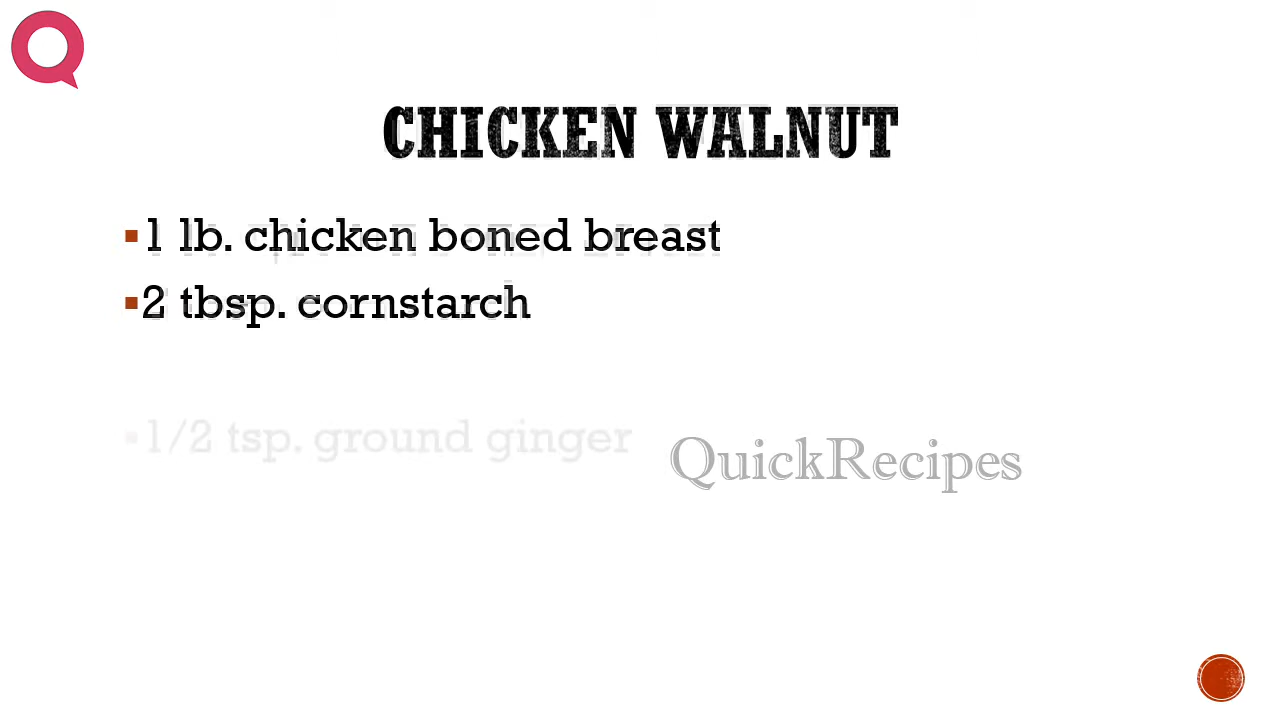 CHICKEN WALNUT
1 lb. chicken boned breast
2 tbsp. cornstarch
1/2 tsp. ground ginger
QuickRecipes